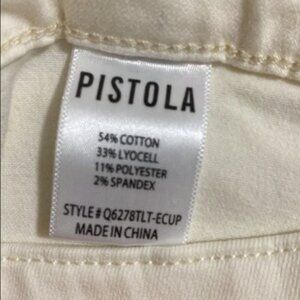 PISTOLA
54% COTTON
33% LYOCELL
11% POLYESTER
2% SPANDEX
STYLE # Q6278TLT-ECUP
MADE IN CHINA